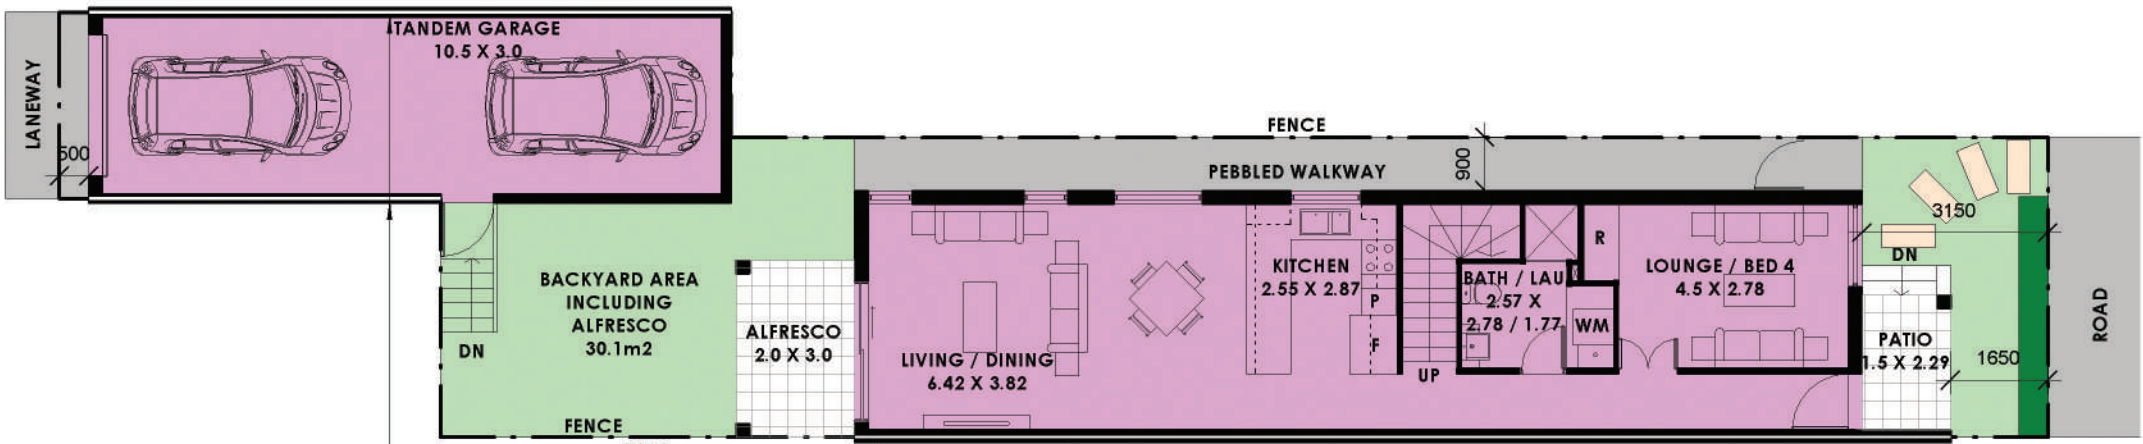 LANEWAY
500
TANDEM GARAGE
10.5 X 3.0
FENCE
PEBBLED WALKWAY
900
BACKYARD AREA
INCLUDING
ALFRESCO
30.1m2
DN
FENCE
ALFRESCO
2.0 X 3.0
LIVING / DINING
6.42 X 3.82
KITCHEN
2.55 X 2.87
P
F
UP
BATH / LAU
2.57 X
2.78 / 1.77
WM
R
LOUNGE / BED 4
4.5 X 2.78
3150
DN
PATIO
1.5 X 2.29
1650
ROAD